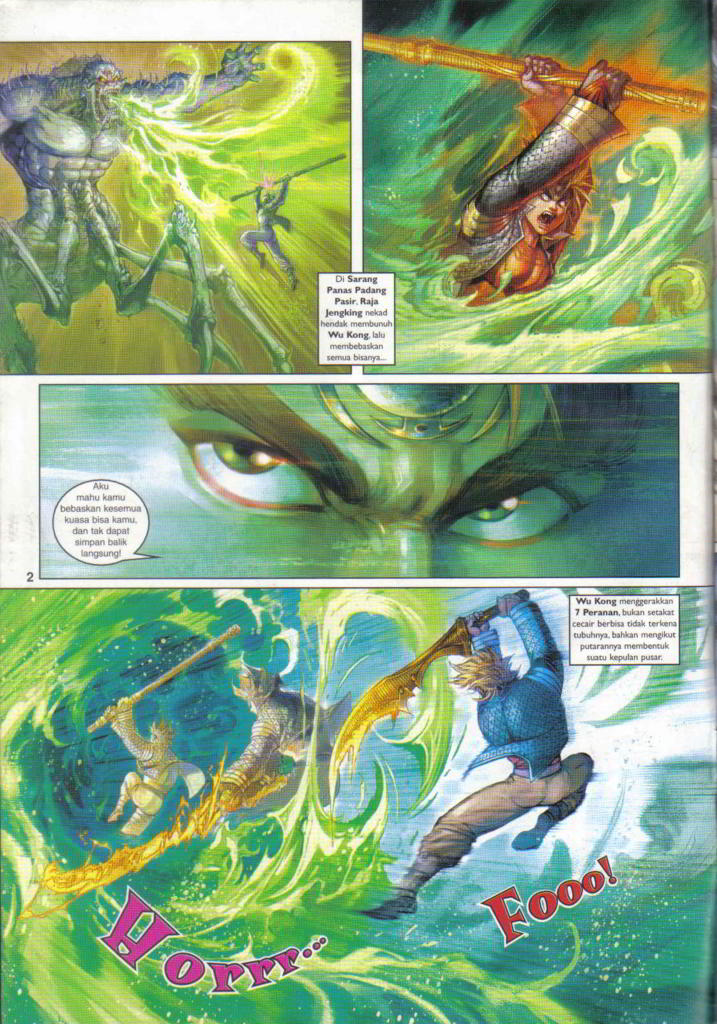 Di Sarang
Panas Padang
Pasir, Raja
Jengking nekad
hendak membunuh
Wu Kong, lalu
membebaskan
semua bisanya...
Aku
mahu kamu
bebaskan kesemua
kuasa bisa kamu,
dan tak dapat
simpan balik
langsung!
2
Wu Kong menggerakkan
7 Peranan, bukan setakat
cecair berbisa tidak terkena
tubuhnya, bahkan mengikut
putarannya membentuk
suatu kepulan pusar.
Horrr...
Fooo!